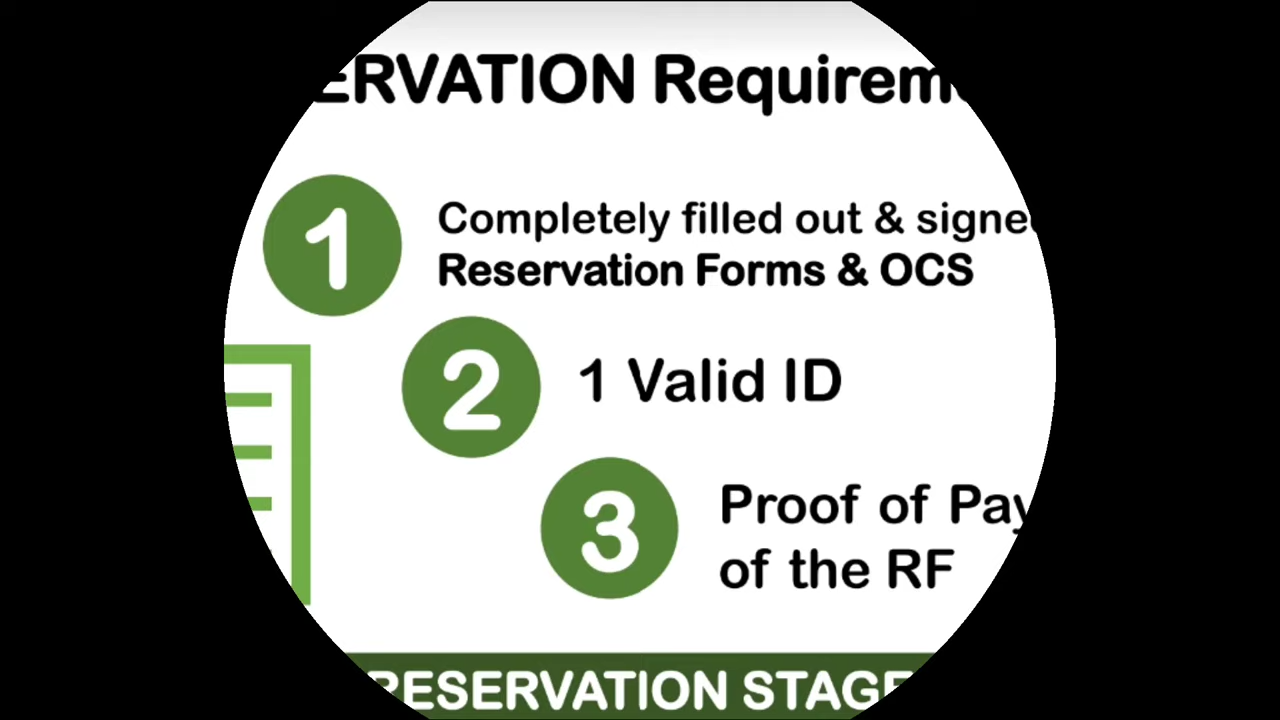 ERVATION Requirem
1
Completely filled out & signe
Reservation Forms & OCS
2
1 Valid ID
3
Proof of Pay
of the RF
RESERVATION STAGE